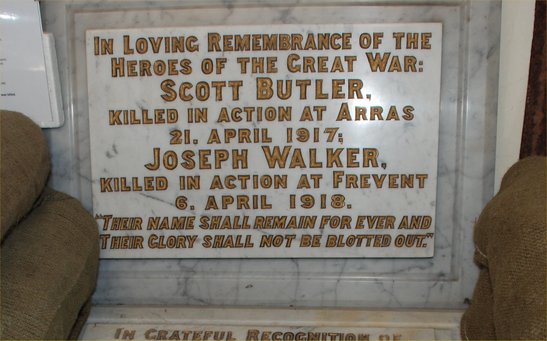 IN LOVING REMEMBRANCE OF THE
HEROES OF THE GREAT WAR:
SCOTT BUTLER,
KILLED IN ACTION AT ARRAS
21, APRIL 1917;
JOSEPH WALKER,
KILLED IN ACTION AT FREVENT
6, APRIL 1918.
"THEIR NAME SHALL REMAIN FOR EVER AND
THEIR GLORY SHALL NOT BE BLOTTED OUT."
IN GRATEFUL RECOGNITION OF